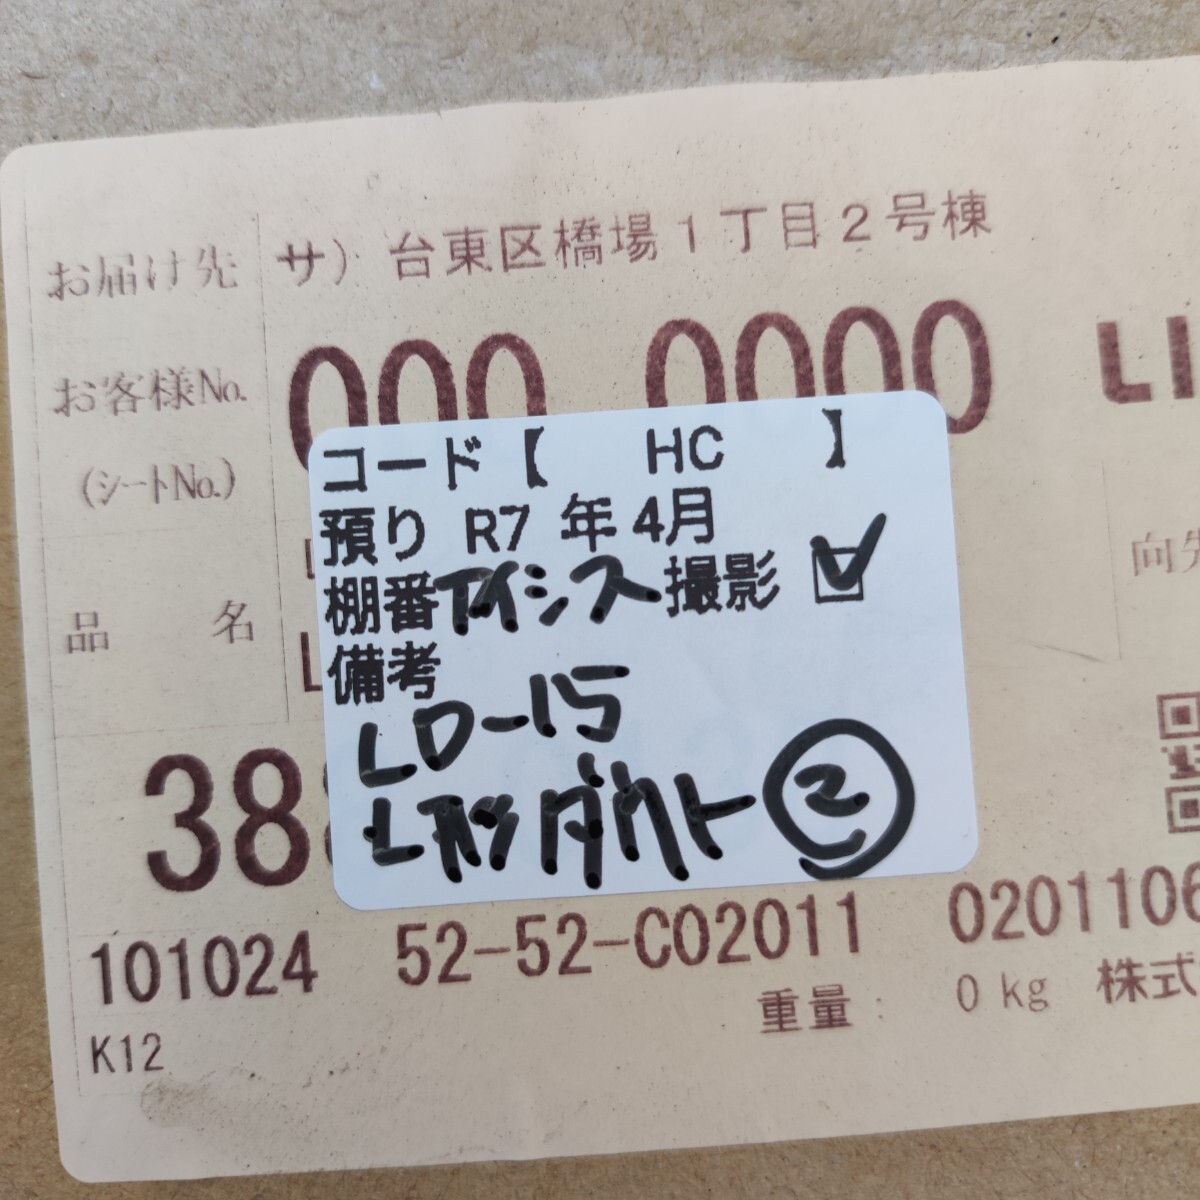 お届け先 サ） 台東区橋場１丁目２号棟
お客様No. 000 0000 LI
(シートNo.)
コード【 HC 】
預り R7 年 4月
棚番アイシス 撮影 ☑
備考
LD-15
L形ダクト②
向先
品 名
38
101024 52-52-C02011 0201106
重量： 0 kg 株式
K12